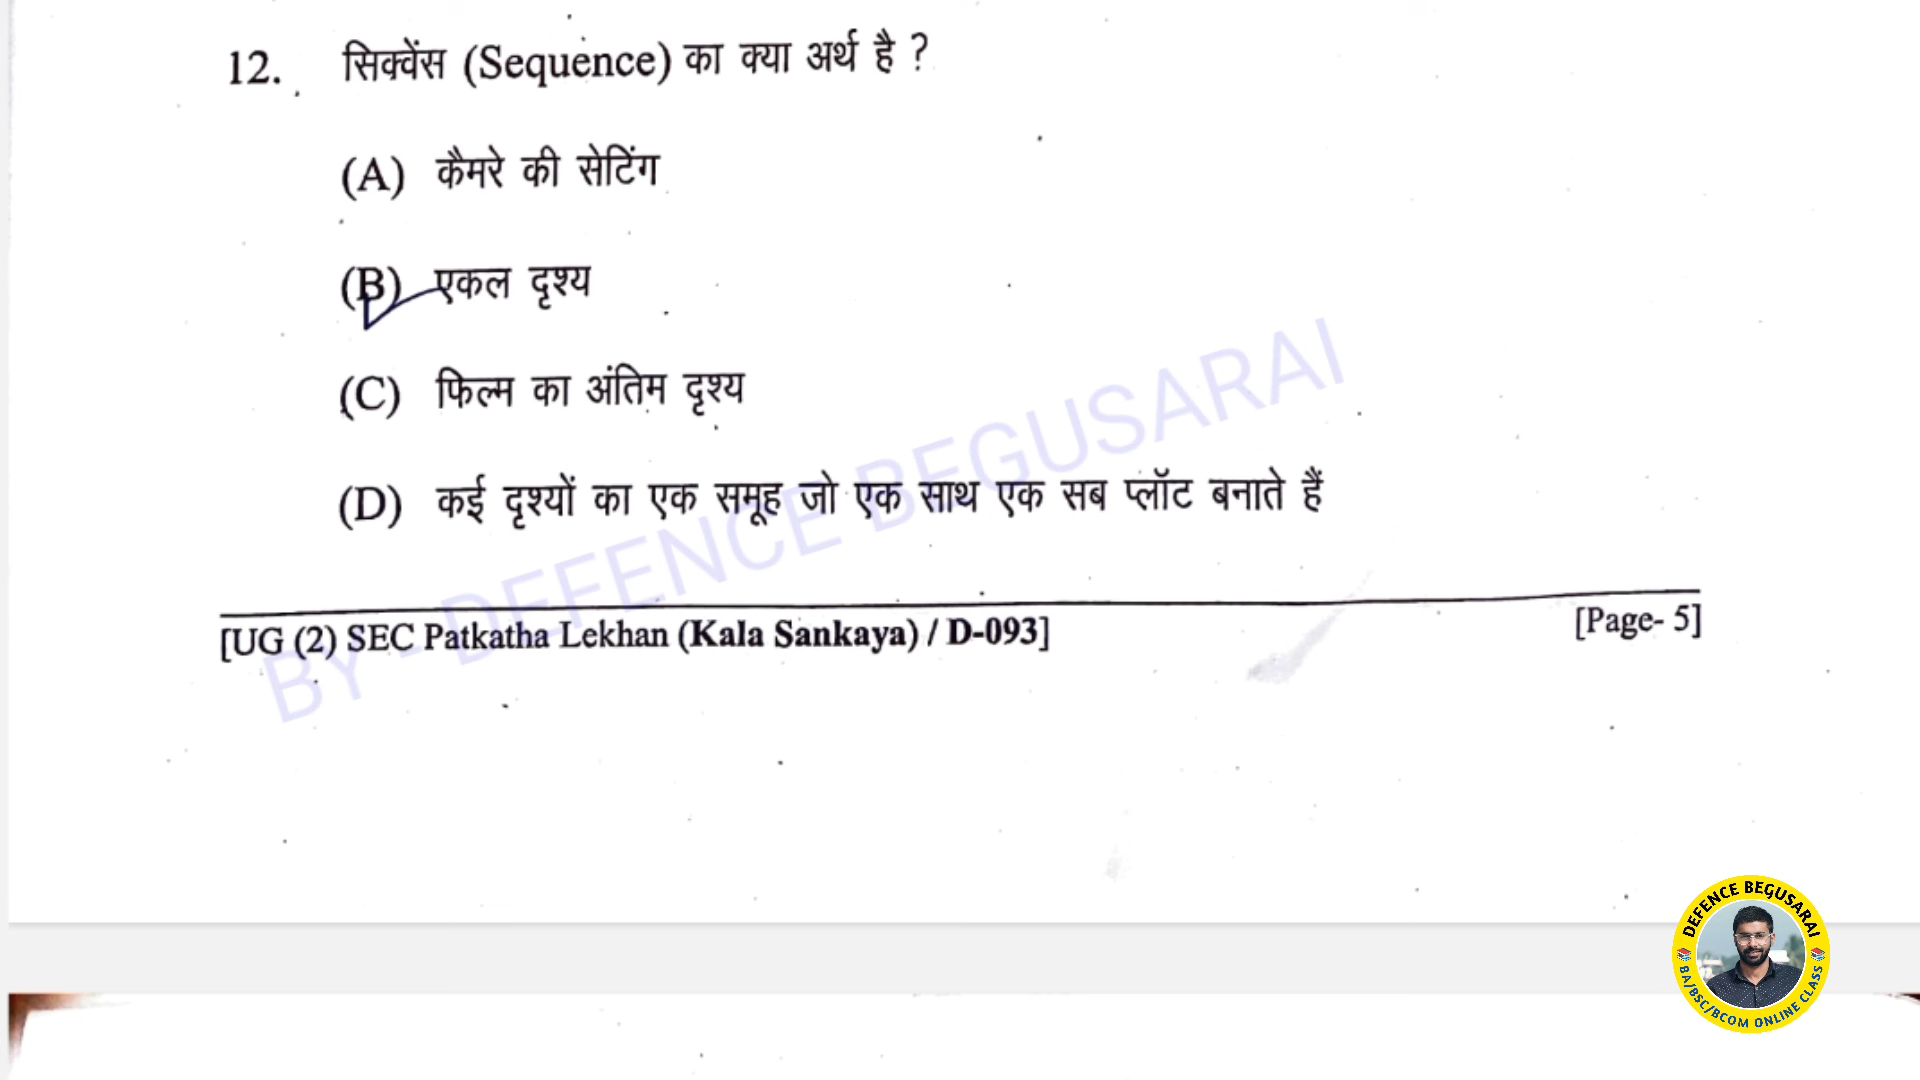 12. सिक्वेंस (Sequence) का क्या अर्थ है ?
(A) कैमरे की सेटिंग
(B) एकल दृश्य
(C) फिल्म का अंतिम दृश्य
(D) कई दृश्यों का एक समूह जो एक साथ एक सब प्लॉट बनाते हैं
BY - DEFENCE BEGUSARAI
[UG (2) SEC Patkatha Lekhan (Kala Sankaya) / D-093]
[Page- 5]
DEFENCE BEGUSARAI
BA/BSC/BCOM ONLINE CLASS